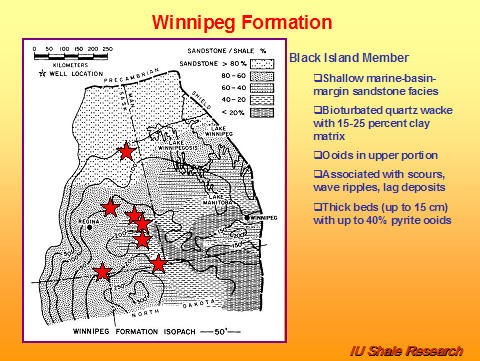 Winnipeg Formation
0 50 100 150 200 250
KILOMETERS
WELL LOCATION
SANDSTONE/SHALE %
SANDSTONE > 80 %
80-60
60-40
40-20
< 20%
PRECAMBRIAN
SHIELD
MAN.
SASK.
LAKE
WINNIPEG
LAKE
WINNIPEGOSIS
LAKE
MANITOBA
REGINA
WINNIPEG
NORTH DAKOTA
WINNIPEG FORMATION ISOPACH ——50'——
Black Island Member
❑Shallow marine-basin-
margin sandstone facies
❑Bioturbated quartz wacke
with 15-25 percent clay
matrix
❑Ooids in upper portion
❑Associated with scours,
wave ripples, lag deposits
❑Thick beds (up to 15 cm)
with up to 40% pyrite ooids
IU Shale Research